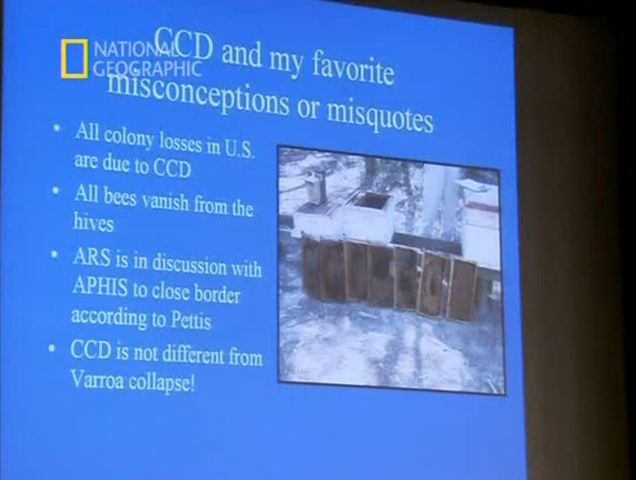 NATIONAL
GEOGRAPHIC
CCD and my favorite
misconceptions or misquotes
• All colony losses in U.S.
are due to CCD
• All bees vanish from the
hives
• ARS is in discussion with
APHIS to close border
according to Pettis
• CCD is not different from
Varroa collapse!